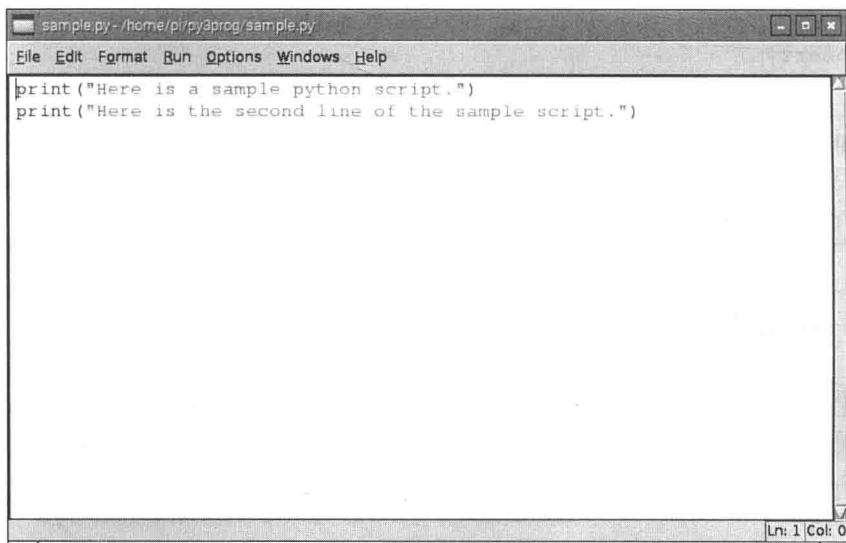 sample.py - /home/pi/py3prog/sample.py
File Edit Format Run Options Windows Help
print("Here is a sample python script.")
print("Here is the second line of the sample script.")
Ln: 1 Col: 0